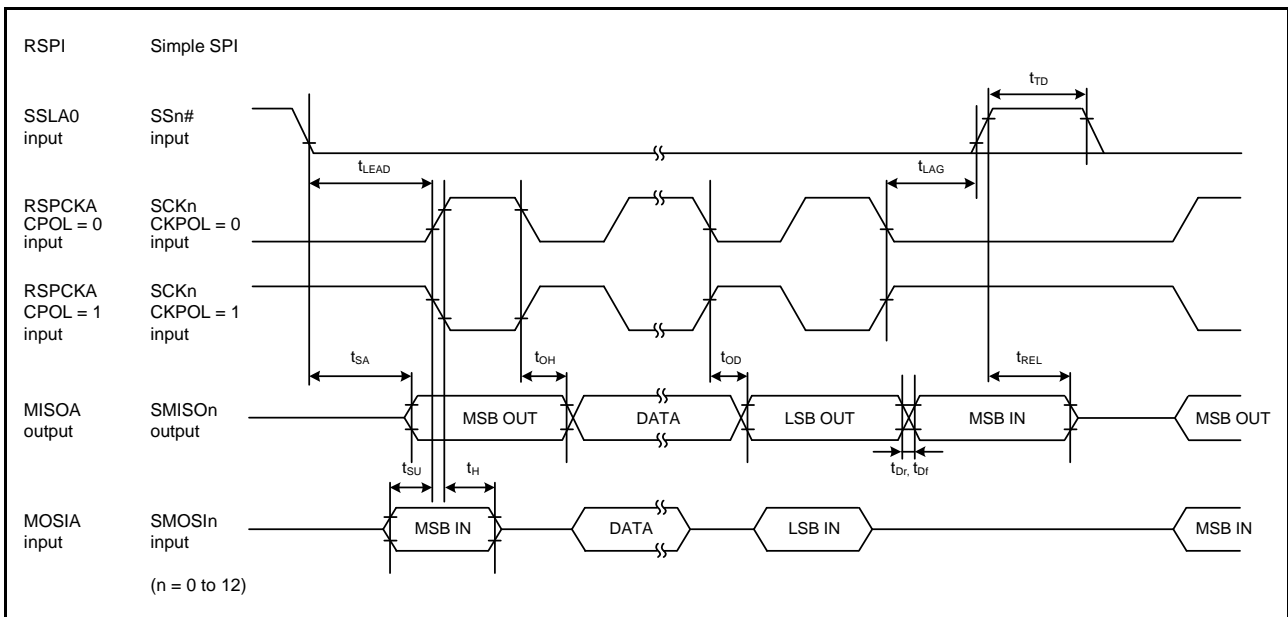 RSPI Simple SPI
tTD
SSLA0 SSn#
input input
tLEAD tLAG
RSPCKA SCKn
CPOL = 0 CKPOL = 0
input input
RSPCKA SCKn
CPOL = 1 CKPOL = 1
input input
tSA tOH tOD tREL
MISOA SMISOn
output output
MSB OUT DATA LSB OUT MSB IN MSB OUT
tSU tH tDr, tDf
MOSIA SMOSIn
input input
MSB IN DATA LSB IN MSB IN
(n = 0 to 12)